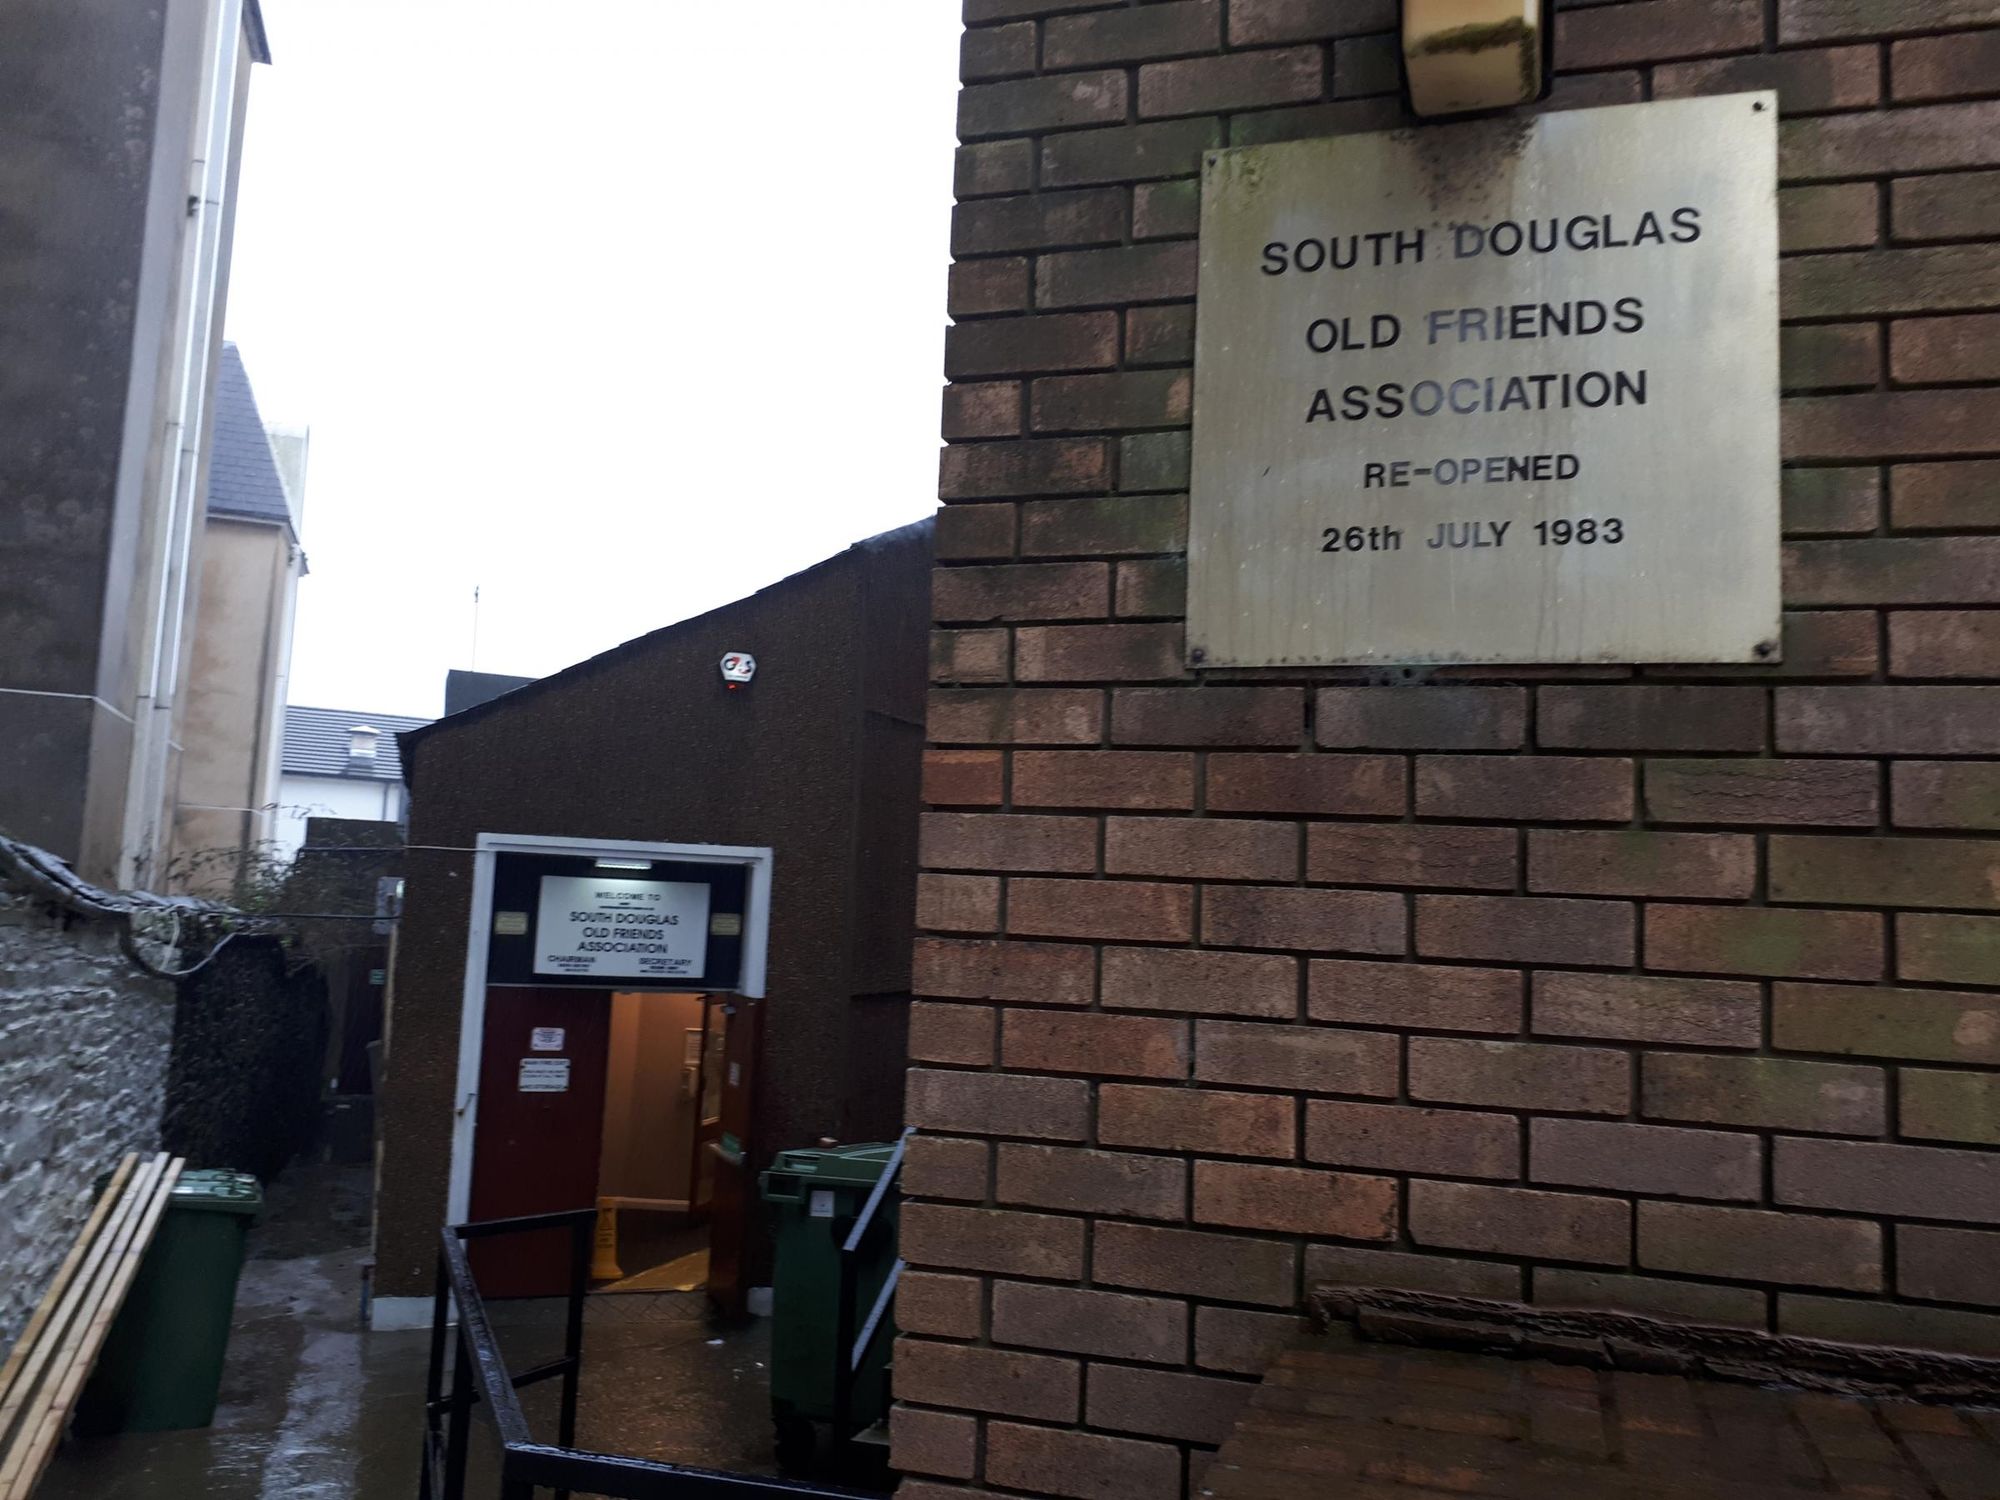 SOUTH DOUGLAS
OLD FRIENDS
ASSOCIATION
RE-OPENED
26th JULY 1983
G4S
WELCOME TO
SOUTH DOUGLAS
OLD FRIENDS
ASSOCIATION
CHAIRMAN
SECRETARY